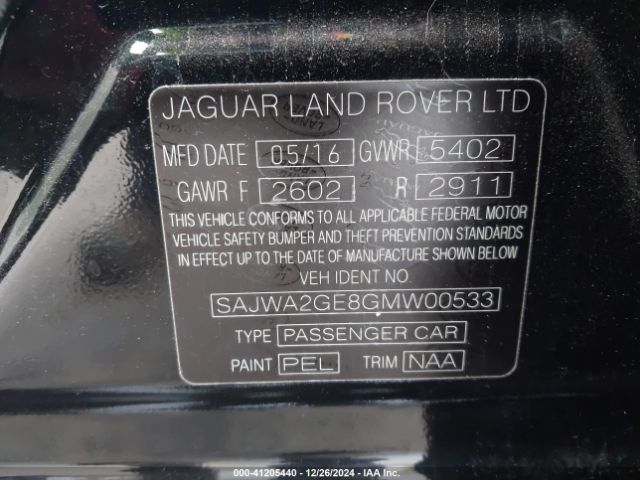 JAGUAR LAND ROVER LTD
MFD DATE 05/16 GVWR 5402
GAWR F 2602 R 2911
THIS VEHICLE CONFORMS TO ALL APPLICABLE FEDERAL MOTOR
VEHICLE SAFETY BUMPER AND THEFT PREVENTION STANDARDS
IN EFFECT UP TO THE DATE OF MANUFACTURE SHOWN BELOW
VEH IDENT NO
SAJWA2GE8GMW00533
TYPE PASSENGER CAR
PAINT PEL TRIM NAA
000-41205440 - 12/26/2024 - IAA Inc.